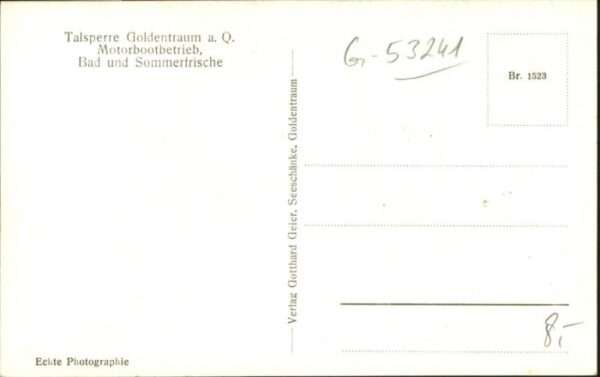 Talsperre Goldentraum a. Q.
Motorbootbetrieb,
Bad und Sommerfrische
G-53241
Br. 1523
Verlag Gotthard Geier, Seeschänke, Goldentraum
8,-
Echte Photographie